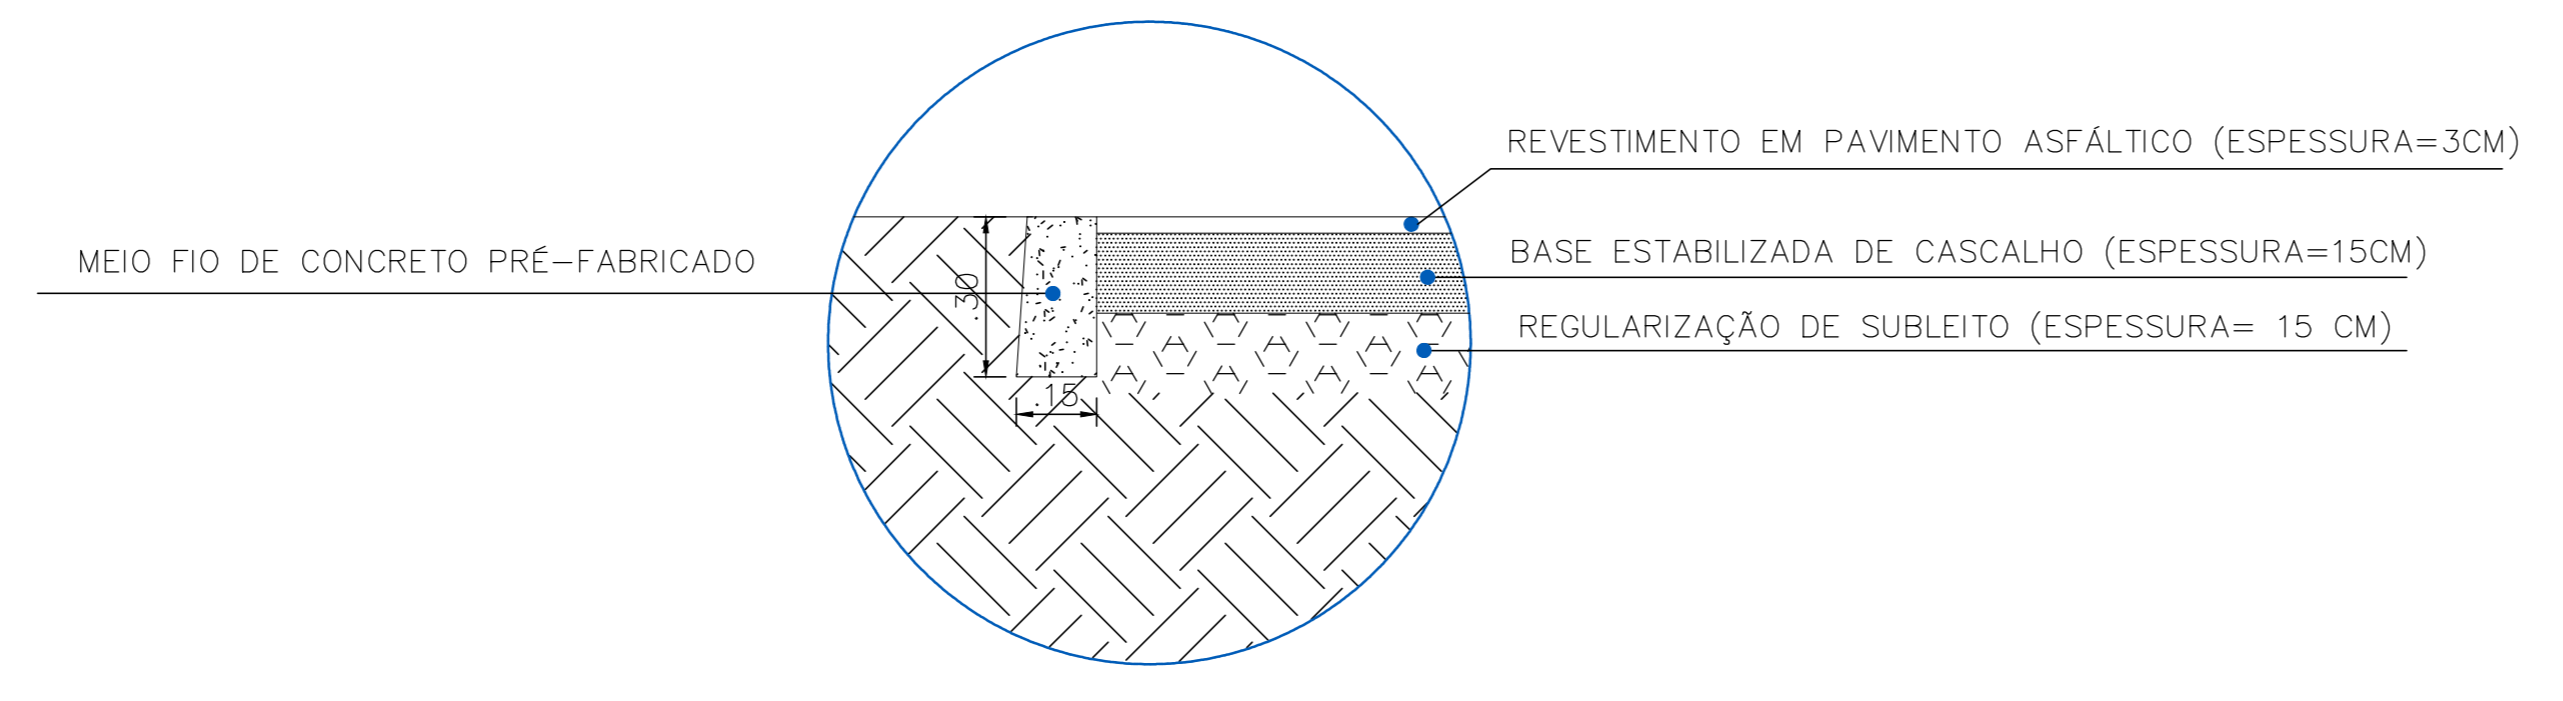 REVESTIMENTO EM PAVIMENTO ASFÁLTICO (ESPESSURA=3CM)
BASE ESTABILIZADA DE CASCALHO (ESPESSURA=15CM)
MEIO FIO DE CONCRETO PRÉ-FABRICADO
.30
REGULARIZAÇÃO DE SUBLEITO (ESPESSURA= 15 CM)
.15